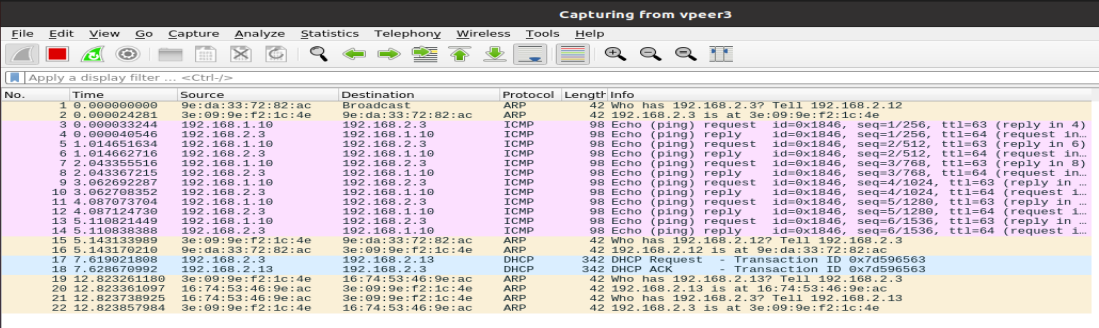 Capturing from vpeer3
File Edit View Go Capture Analyze Statistics Telephony Wireless Tools Help
Apply a display filter ... <Ctrl-/>
No. Time Source Destination Protocol Length Info
1 0.000000000 9e:da:33:72:82:ac Broadcast ARP 42 Who has 192.168.2.3? Tell 192.168.2.12
2 0.000024281 3e:09:9e:f2:1c:4e 9e:da:33:72:82:ac ARP 42 192.168.2.3 is at 3e:09:9e:f2:1c:4e
3 0.000033244 192.168.1.10 192.168.2.3 ICMP 98 Echo (ping) request id=0x1846, seq=1/256, ttl=63 (reply in 4)
4 0.000040546 192.168.2.3 192.168.1.10 ICMP 98 Echo (ping) reply id=0x1846, seq=1/256, ttl=64 (request in…
5 1.014651634 192.168.1.10 192.168.2.3 ICMP 98 Echo (ping) request id=0x1846, seq=2/512, ttl=63 (reply in 6)
6 1.014662716 192.168.2.3 192.168.1.10 ICMP 98 Echo (ping) reply id=0x1846, seq=2/512, ttl=64 (request in…
7 2.043355516 192.168.1.10 192.168.2.3 ICMP 98 Echo (ping) request id=0x1846, seq=3/768, ttl=63 (reply in 8)
8 2.043367215 192.168.2.3 192.168.1.10 ICMP 98 Echo (ping) reply id=0x1846, seq=3/768, ttl=64 (request in…
9 3.062692287 192.168.1.10 192.168.2.3 ICMP 98 Echo (ping) request id=0x1846, seq=4/1024, ttl=63 (reply in …
10 3.062708352 192.168.2.3 192.168.1.10 ICMP 98 Echo (ping) reply id=0x1846, seq=4/1024, ttl=64 (request i…
11 4.087073704 192.168.1.10 192.168.2.3 ICMP 98 Echo (ping) request id=0x1846, seq=5/1280, ttl=63 (reply in …
12 4.087124730 192.168.2.3 192.168.1.10 ICMP 98 Echo (ping) reply id=0x1846, seq=5/1280, ttl=64 (request i…
13 5.110821449 192.168.1.10 192.168.2.3 ICMP 98 Echo (ping) request id=0x1846, seq=6/1536, ttl=63 (reply in …
14 5.110838388 192.168.2.3 192.168.1.10 ICMP 98 Echo (ping) reply id=0x1846, seq=6/1536, ttl=64 (request i…
15 5.143133989 3e:09:9e:f2:1c:4e 9e:da:33:72:82:ac ARP 42 Who has 192.168.2.12? Tell 192.168.2.3
16 5.143170210 9e:da:33:72:82:ac 3e:09:9e:f2:1c:4e ARP 42 192.168.2.12 is at 9e:da:33:72:82:ac
17 7.619021808 192.168.2.3 192.168.2.13 DHCP 342 DHCP Request - Transaction ID 0x7d596563
18 7.628670992 192.168.2.13 192.168.2.3 DHCP 342 DHCP ACK - Transaction ID 0x7d596563
19 12.823261180 3e:09:9e:f2:1c:4e 16:74:53:46:9e:ac ARP 42 Who has 192.168.2.13? Tell 192.168.2.3
20 12.823361097 16:74:53:46:9e:ac 3e:09:9e:f2:1c:4e ARP 42 192.168.2.13 is at 16:74:53:46:9e:ac
21 12.823738925 16:74:53:46:9e:ac 3e:09:9e:f2:1c:4e ARP 42 Who has 192.168.2.3? Tell 192.168.2.13
22 12.823857984 3e:09:9e:f2:1c:4e 16:74:53:46:9e:ac ARP 42 192.168.2.3 is at 3e:09:9e:f2:1c:4e